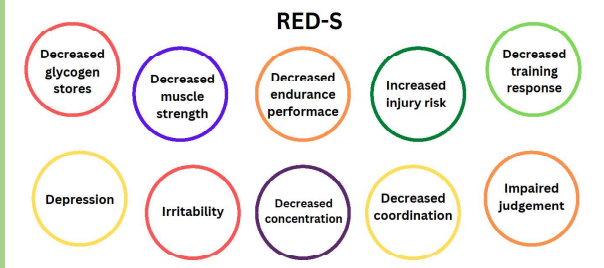 RED-S
Decreased
glycogen
stores
Decreased
muscle
strength
Decreased
endurance
performace
Increased
injury risk
Decreased
training
response
Depression
Irritability
Decreased
concentration
Decreased
coordination
Impaired
judgement